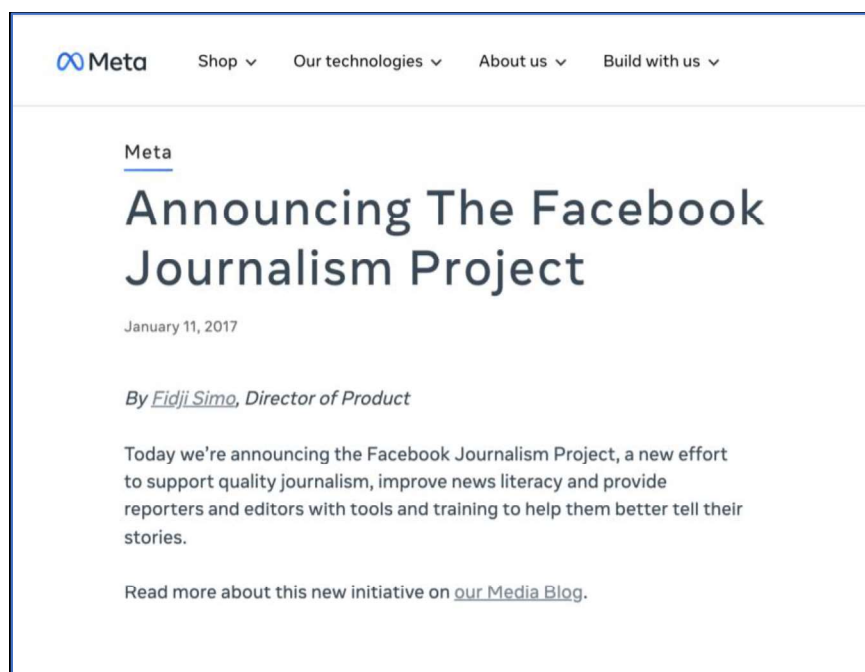 Meta Shop Our technologies About us Build with us
Meta
Announcing The Facebook
Journalism Project
January 11, 2017
By Fidji Simo, Director of Product
Today we're announcing the Facebook Journalism Project, a new effort
to support quality journalism, improve news literacy and provide
reporters and editors with tools and training to help them better tell their
stories.
Read more about this new initiative on our Media Blog.